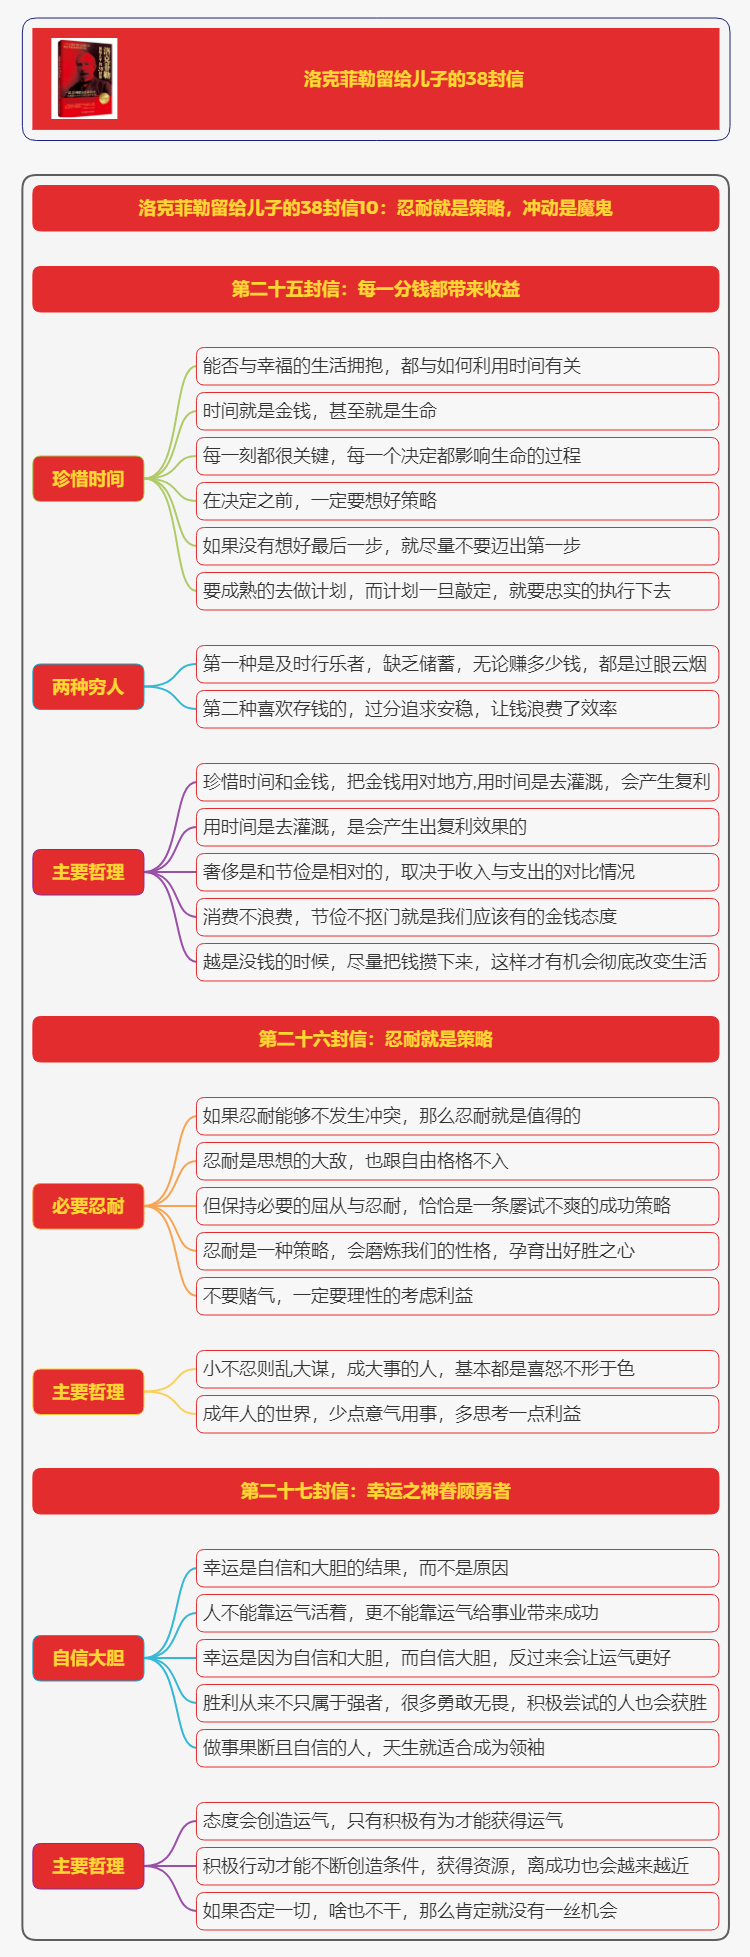 洛克菲勒留给儿子的38封信
洛克菲勒留给儿子的38封信10：忍耐就是策略，冲动是魔鬼
第二十五封信：每一分钱都带来收益
能否与幸福的生活拥抱，都与如何利用时间有关
时间就是金钱，甚至就是生命
每一刻都很关键，每一个决定都影响生命的过程
珍惜时间
在决定之前，一定要想好策略
如果没有想好最后一步，就尽量不要迈出第一步
要成熟的去做计划，而计划一旦敲定，就要忠实的执行下去
两种穷人
第一种是及时行乐者，缺乏储蓄，无论赚多少钱，都是过眼云烟
第二种喜欢存钱的，过分追求安稳，让钱浪费了效率
珍惜时间和金钱，把金钱用对地方,用时间是去灌溉，会产生复利
用时间是去灌溉，是会产生出复利效果的
主要哲理
奢侈是和节俭是相对的，取决于收入与支出的对比情况
消费不浪费，节俭不抠门就是我们应该有的金钱态度
越是没钱的时候，尽量把钱攒下来，这样才有机会彻底改变生活
第二十六封信：忍耐就是策略
如果忍耐能够不发生冲突，那么忍耐就是值得的
忍耐是思想的大敌，也跟自由格格不入
必要忍耐
但保持必要的屈从与忍耐，恰恰是一条屡试不爽的成功策略
忍耐是一种策略，会磨炼我们的性格，孕育出好胜之心
不要赌气，一定要理性的考虑利益
主要哲理
小不忍则乱大谋，成大事的人，基本都是喜怒不形于色
成年人的世界，少点意气用事，多思考一点利益
第二十七封信：幸运之神眷顾勇者
幸运是自信和大胆的结果，而不是原因
人不能靠运气活着，更不能靠运气给事业带来成功
自信大胆
幸运是因为自信和大胆，而自信大胆，反过来会让运气更好
胜利从来不只属于强者，很多勇敢无畏，积极尝试的人也会获胜
做事果断且自信的人，天生就适合成为领袖
态度会创造运气，只有积极有为才能获得运气
主要哲理
积极行动才能不断创造条件，获得资源，离成功也会越来越近
如果否定一切，啥也不干，那么肯定就没有一丝机会